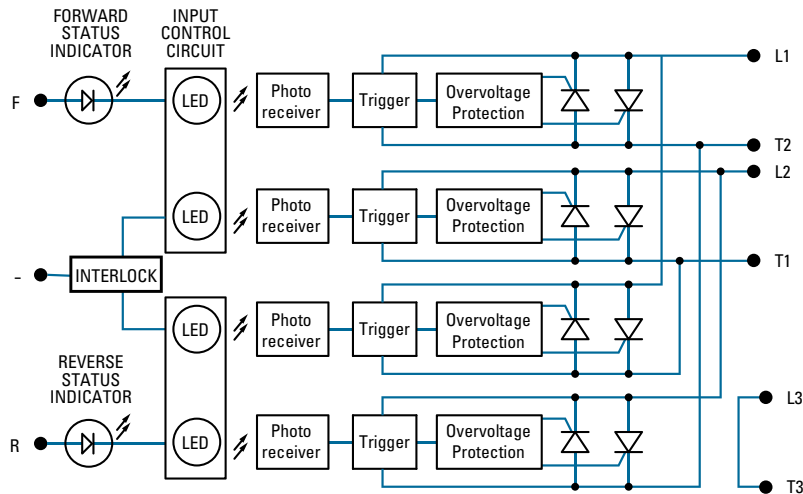 FORWARD
STATUS
INDICATOR
INPUT
CONTROL
CIRCUIT
F
LED
Photo
receiver
Trigger
Overvoltage
Protection
L1
T2
L2
LED
Photo
receiver
Trigger
Overvoltage
Protection
T1
-
INTERLOCK
LED
Photo
receiver
Trigger
Overvoltage
Protection
REVERSE
STATUS
INDICATOR
R
LED
Photo
receiver
Trigger
Overvoltage
Protection
L3
T3